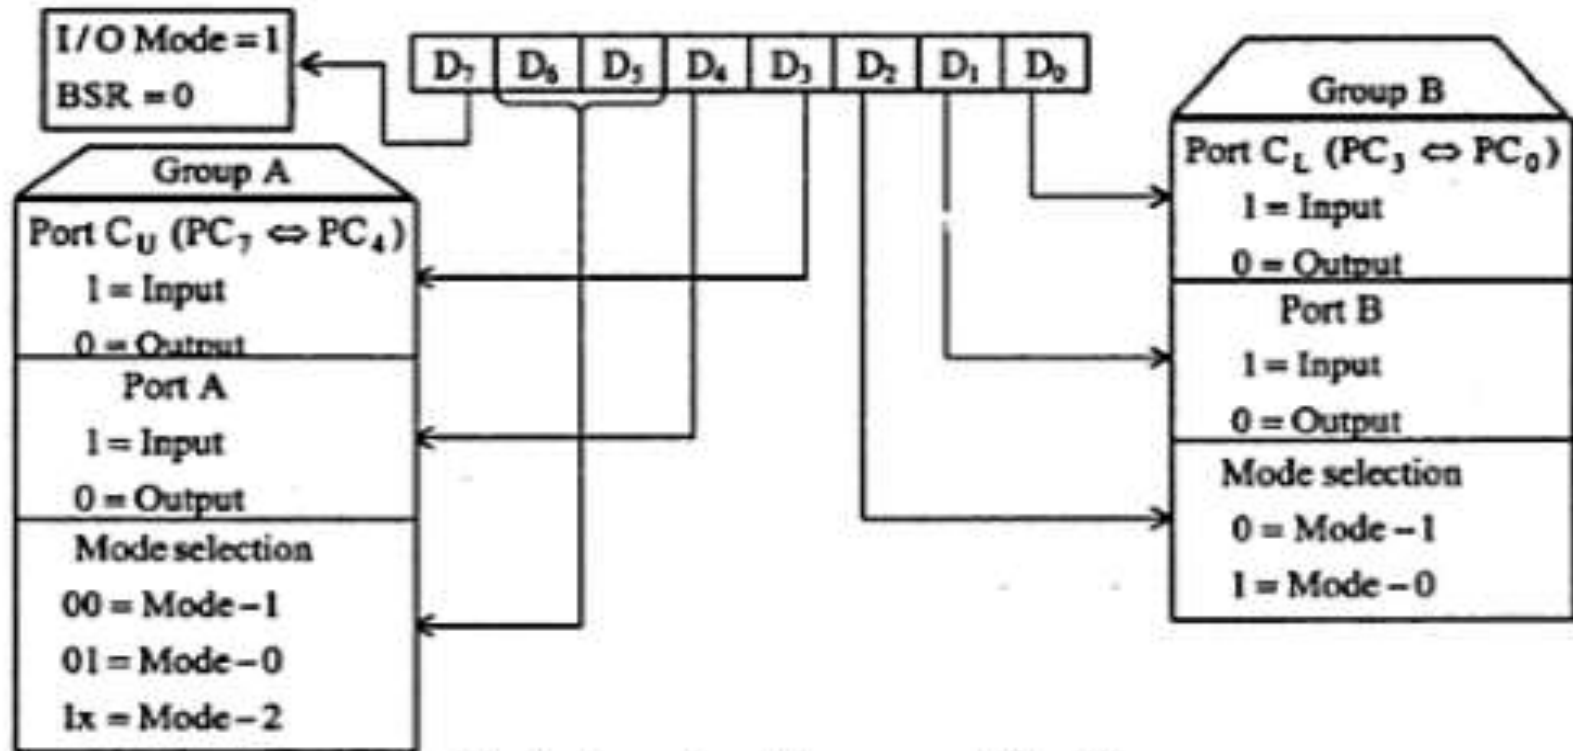 I/O Mode = 1
BSR = 0
D₇ D₆ D₅ D₄ D₃ D₂ D₁ D₀
Group A
Port C_U (PC₇ ⇔ PC₄)
1 = Input
0 = Output
Port A
1 = Input
0 = Output
Mode selection
00 = Mode – 1
01 = Mode – 0
1x = Mode – 2
Group B
Port C_L (PC₃ ⇔ PC₀)
1 = Input
0 = Output
Port B
1 = Input
0 = Output
Mode selection
0 = Mode – 1
1 = Mode – 0